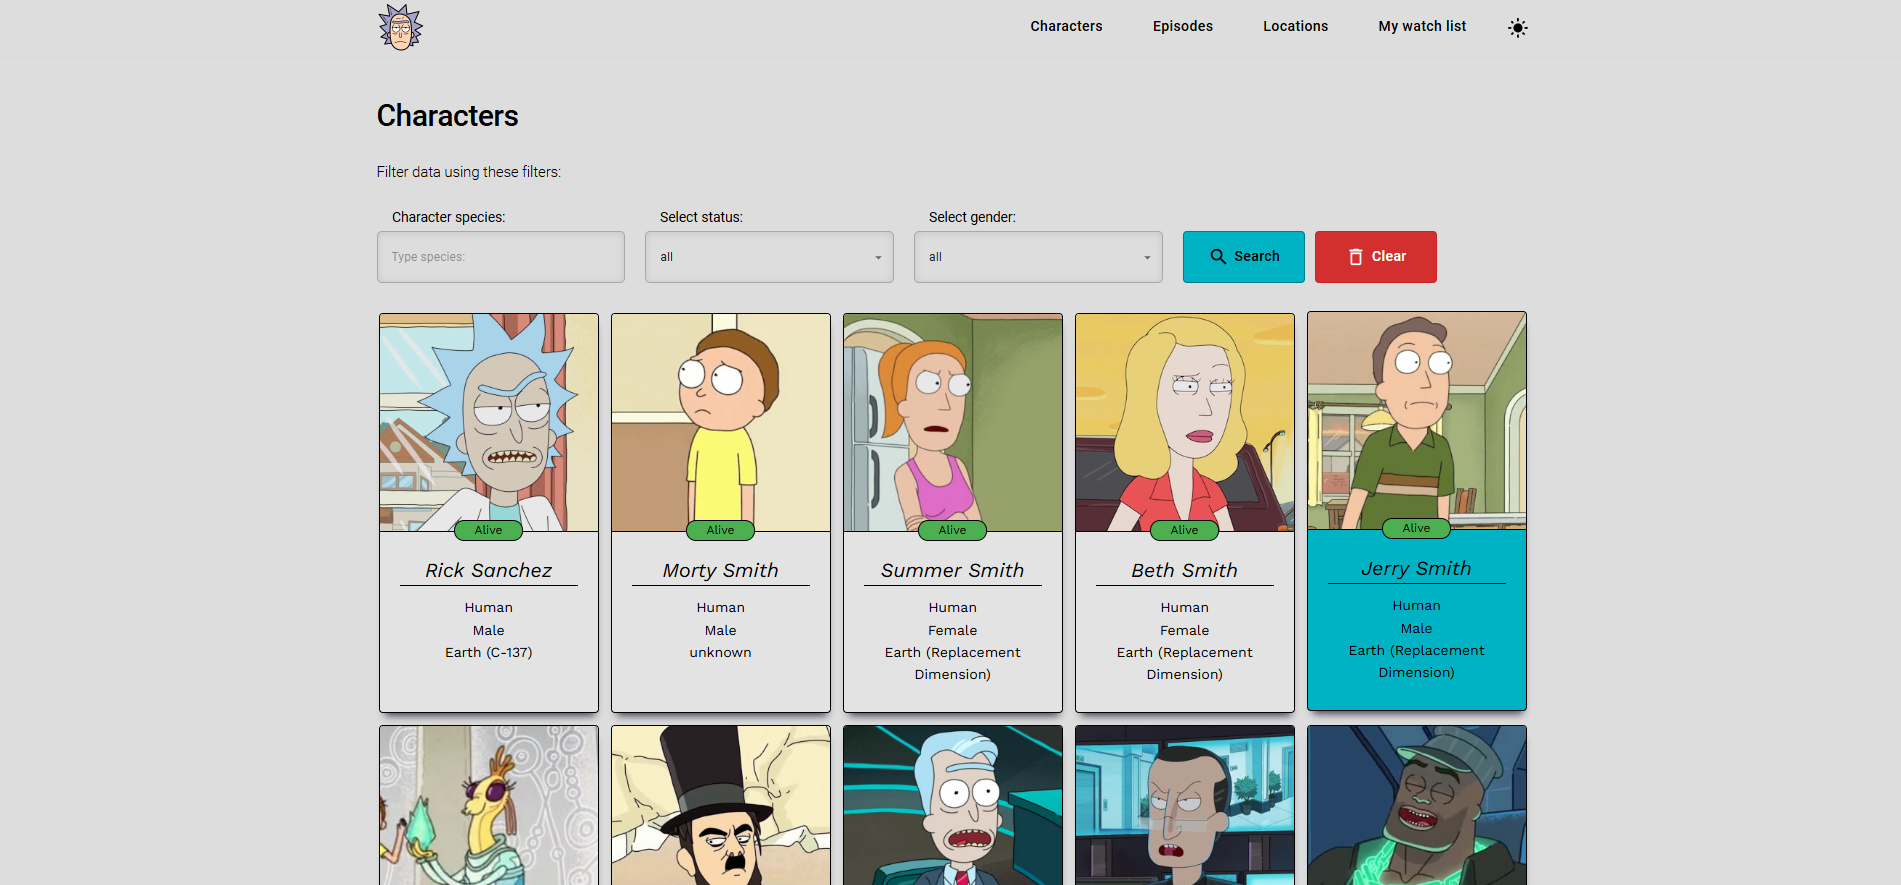 Characters Episodes Locations My watch list
Characters
Filter data using these filters:
Character species: Select status: Select gender:
Type species: all all Search Clear
Alive Alive Alive Alive Alive
Rick Sanchez Morty Smith Summer Smith Beth Smith Jerry Smith
Human Human Human Human Human
Male Male Female Female Male
Earth (C-137) unknown Earth (Replacement Earth (Replacement Earth (Replacement
Dimension) Dimension) Dimension)